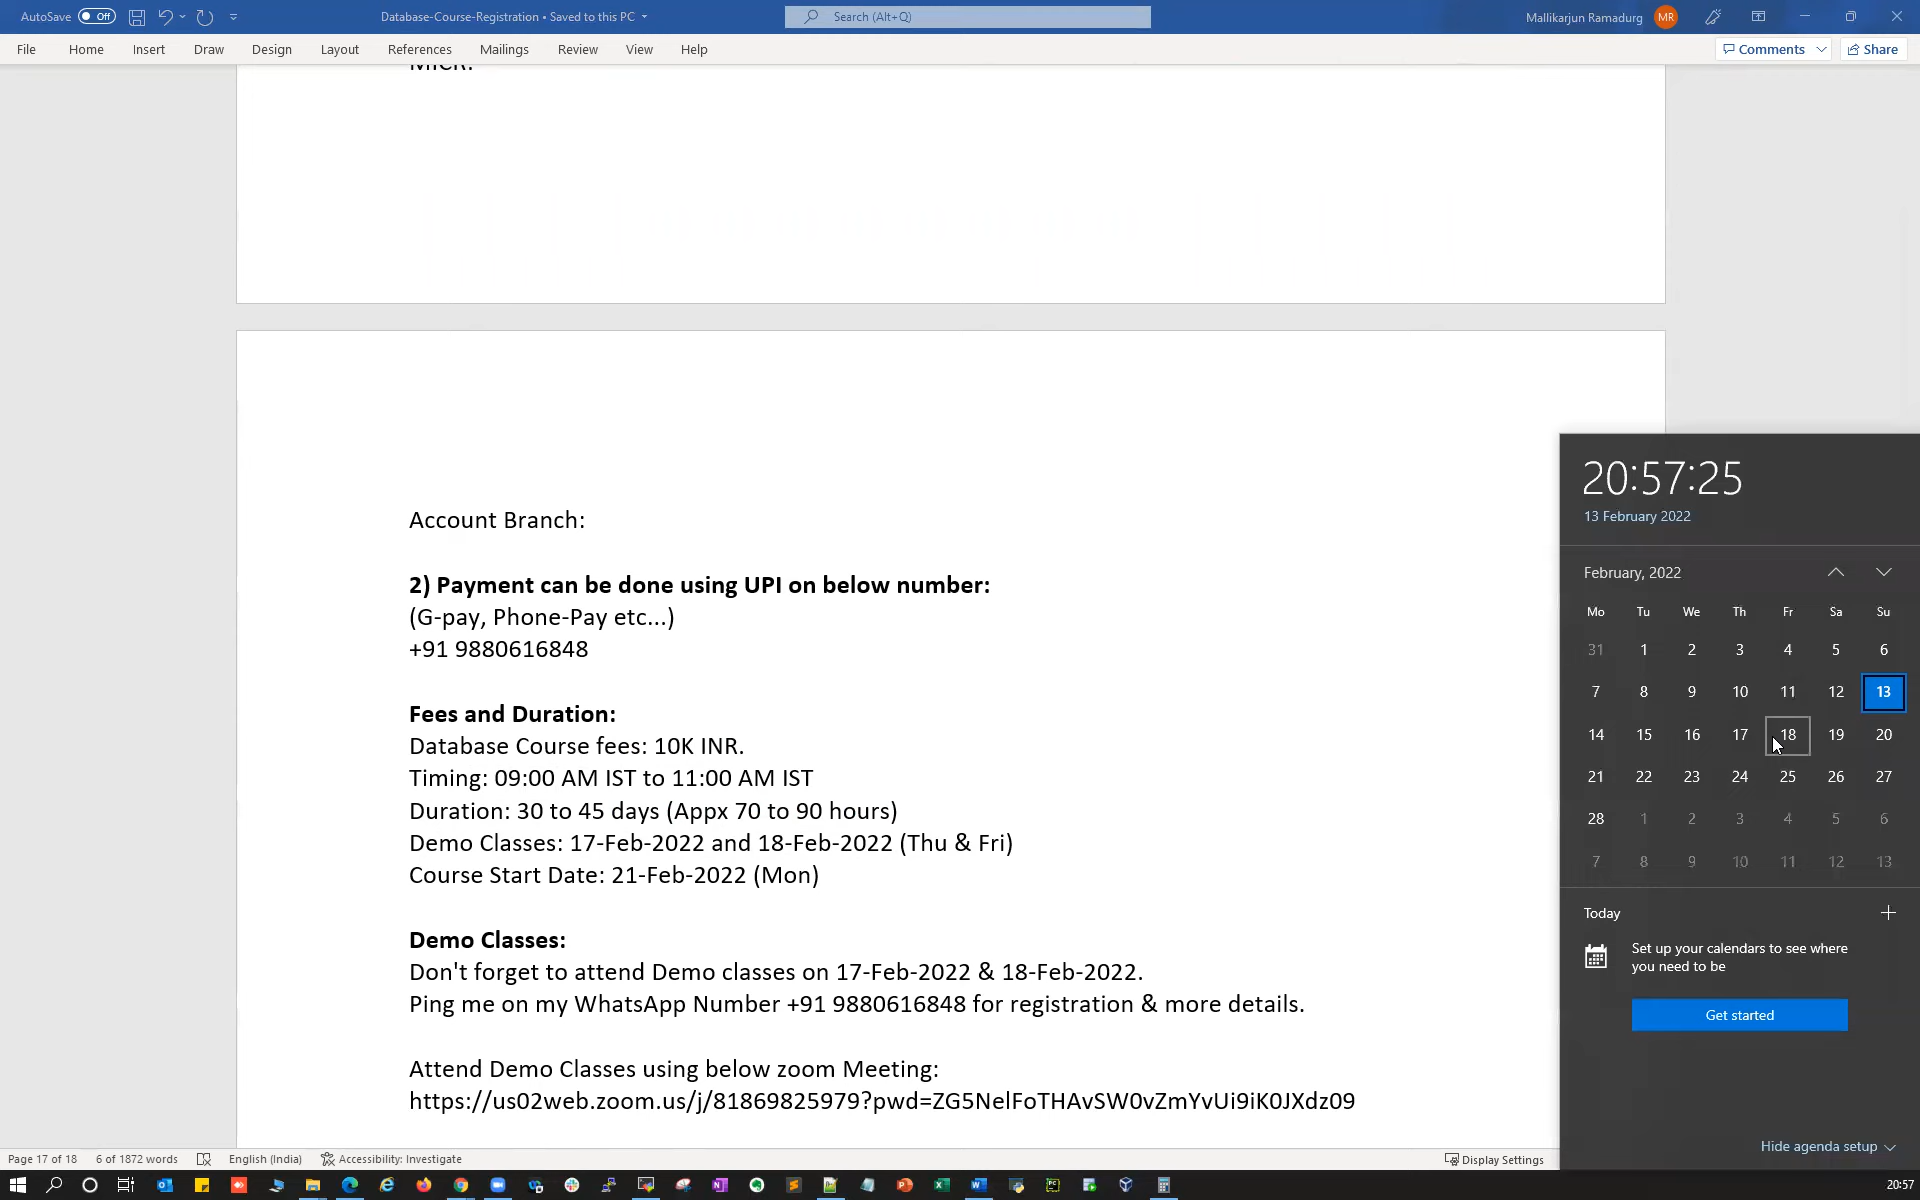 AutoSave Off Database-Course-Registration • Saved to this PC Search (Alt+Q) Mallikarjun Ramadurg MR
File Home Insert Draw Design Layout References Mailings Review View Help Comments Share
MICR:
Account Branch:
2) Payment can be done using UPI on below number:
(G-pay, Phone-Pay etc...)
+91 9880616848
Fees and Duration:
Database Course fees: 10K INR.
Timing: 09:00 AM IST to 11:00 AM IST
Duration: 30 to 45 days (Appx 70 to 90 hours)
Demo Classes: 17-Feb-2022 and 18-Feb-2022 (Thu & Fri)
Course Start Date: 21-Feb-2022 (Mon)
Demo Classes:
Don't forget to attend Demo classes on 17-Feb-2022 & 18-Feb-2022.
Ping me on my WhatsApp Number +91 9880616848 for registration & more details.
Attend Demo Classes using below zoom Meeting:
https://us02web.zoom.us/j/81869825979?pwd=ZG5NelFoTHAvSW0vZmYvUi9iK0JXdz09
20:57:25
13 February 2022
February, 2022
Mo Tu We Th Fr Sa Su
31 1 2 3 4 5 6
7 8 9 10 11 12 13
14 15 16 17 18 19 20
21 22 23 24 25 26 27
28 1 2 3 4 5 6
7 8 9 10 11 12 13
Today
Set up your calendars to see where
you need to be
Get started
Hide agenda setup
Page 17 of 18 6 of 1872 words English (India) Accessibility: Investigate Display Settings
20:57